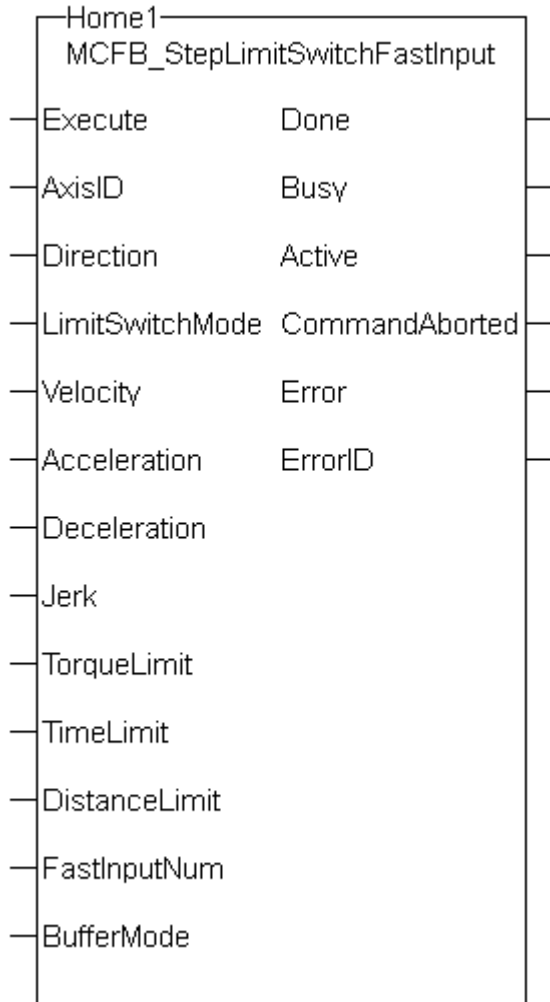 Home1
MCFB_StepLimitSwitchFastInput
Execute Done
AxisID Busy
Direction Active
LimitSwitchMode CommandAborted
Velocity Error
Acceleration ErrorID
Deceleration
Jerk
TorqueLimit
TimeLimit
DistanceLimit
FastInputNum
BufferMode